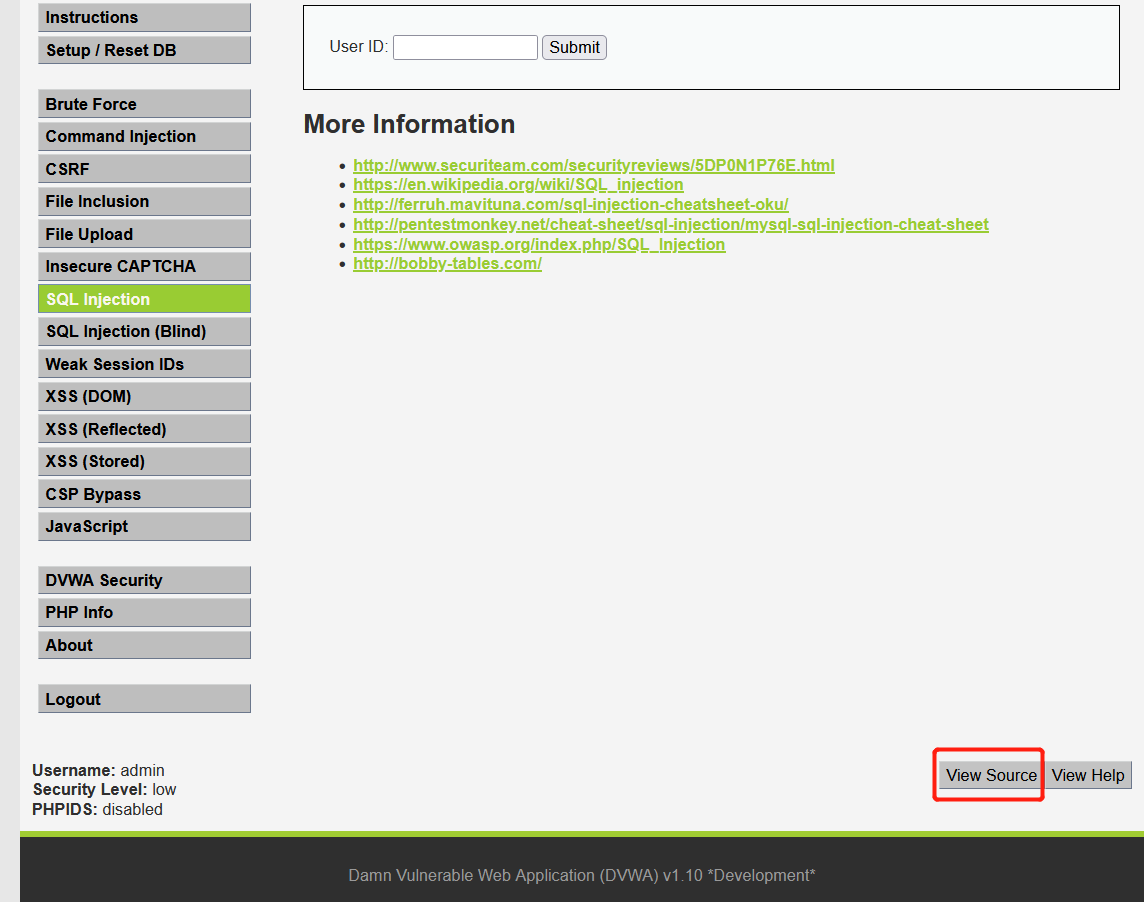 Instructions
Setup / Reset DB
Brute Force
Command Injection
CSRF
File Inclusion
File Upload
Insecure CAPTCHA
SQL Injection
SQL Injection (Blind)
Weak Session IDs
XSS (DOM)
XSS (Reflected)
XSS (Stored)
CSP Bypass
JavaScript
DVWA Security
PHP Info
About
Logout
User ID: Submit
More Information
http://www.securiteam.com/securityreviews/5DP0N1P76E.html
https://en.wikipedia.org/wiki/SQL_injection
http://ferruh.mavituna.com/sql-injection-cheatsheet-oku/
http://pentestmonkey.net/cheat-sheet/sql-injection/mysql-sql-injection-cheat-sheet
https://www.owasp.org/index.php/SQL_Injection
http://bobby-tables.com/
Username: admin
Security Level: low
PHPIDS: disabled
View Source View Help
Damn Vulnerable Web Application (DVWA) v1.10 *Development*